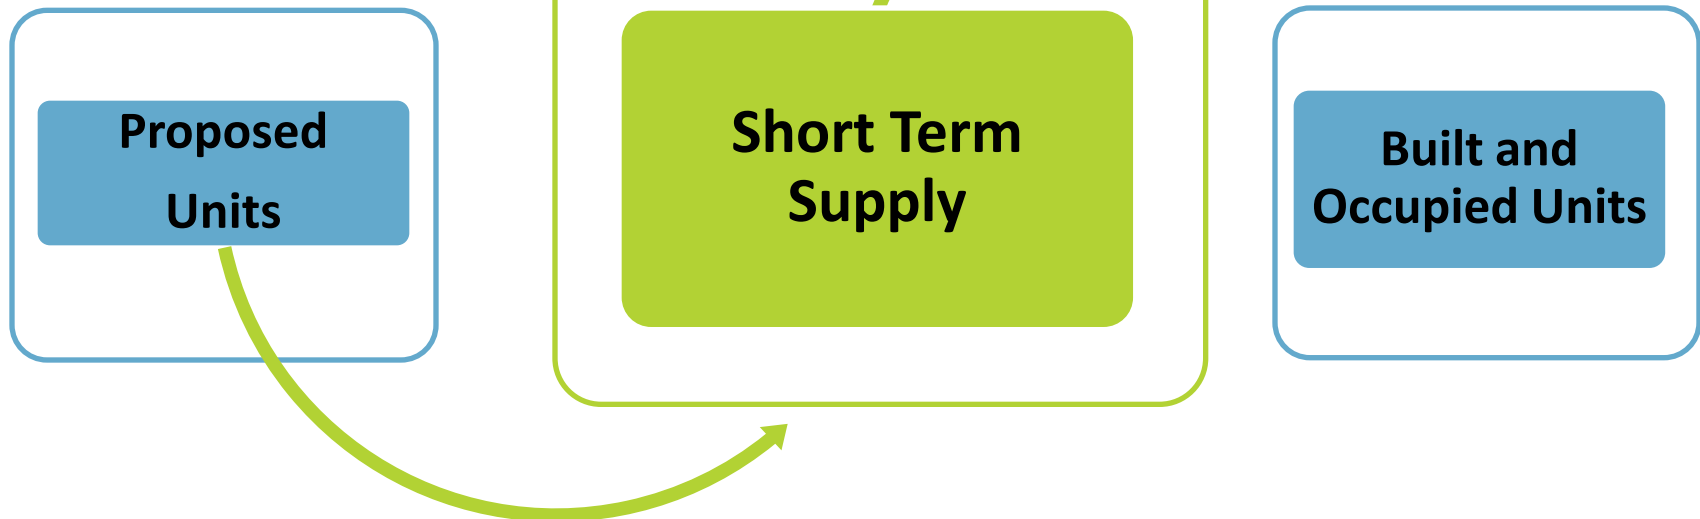 Proposed
Units
Short Term
Supply
Built and
Occupied Units